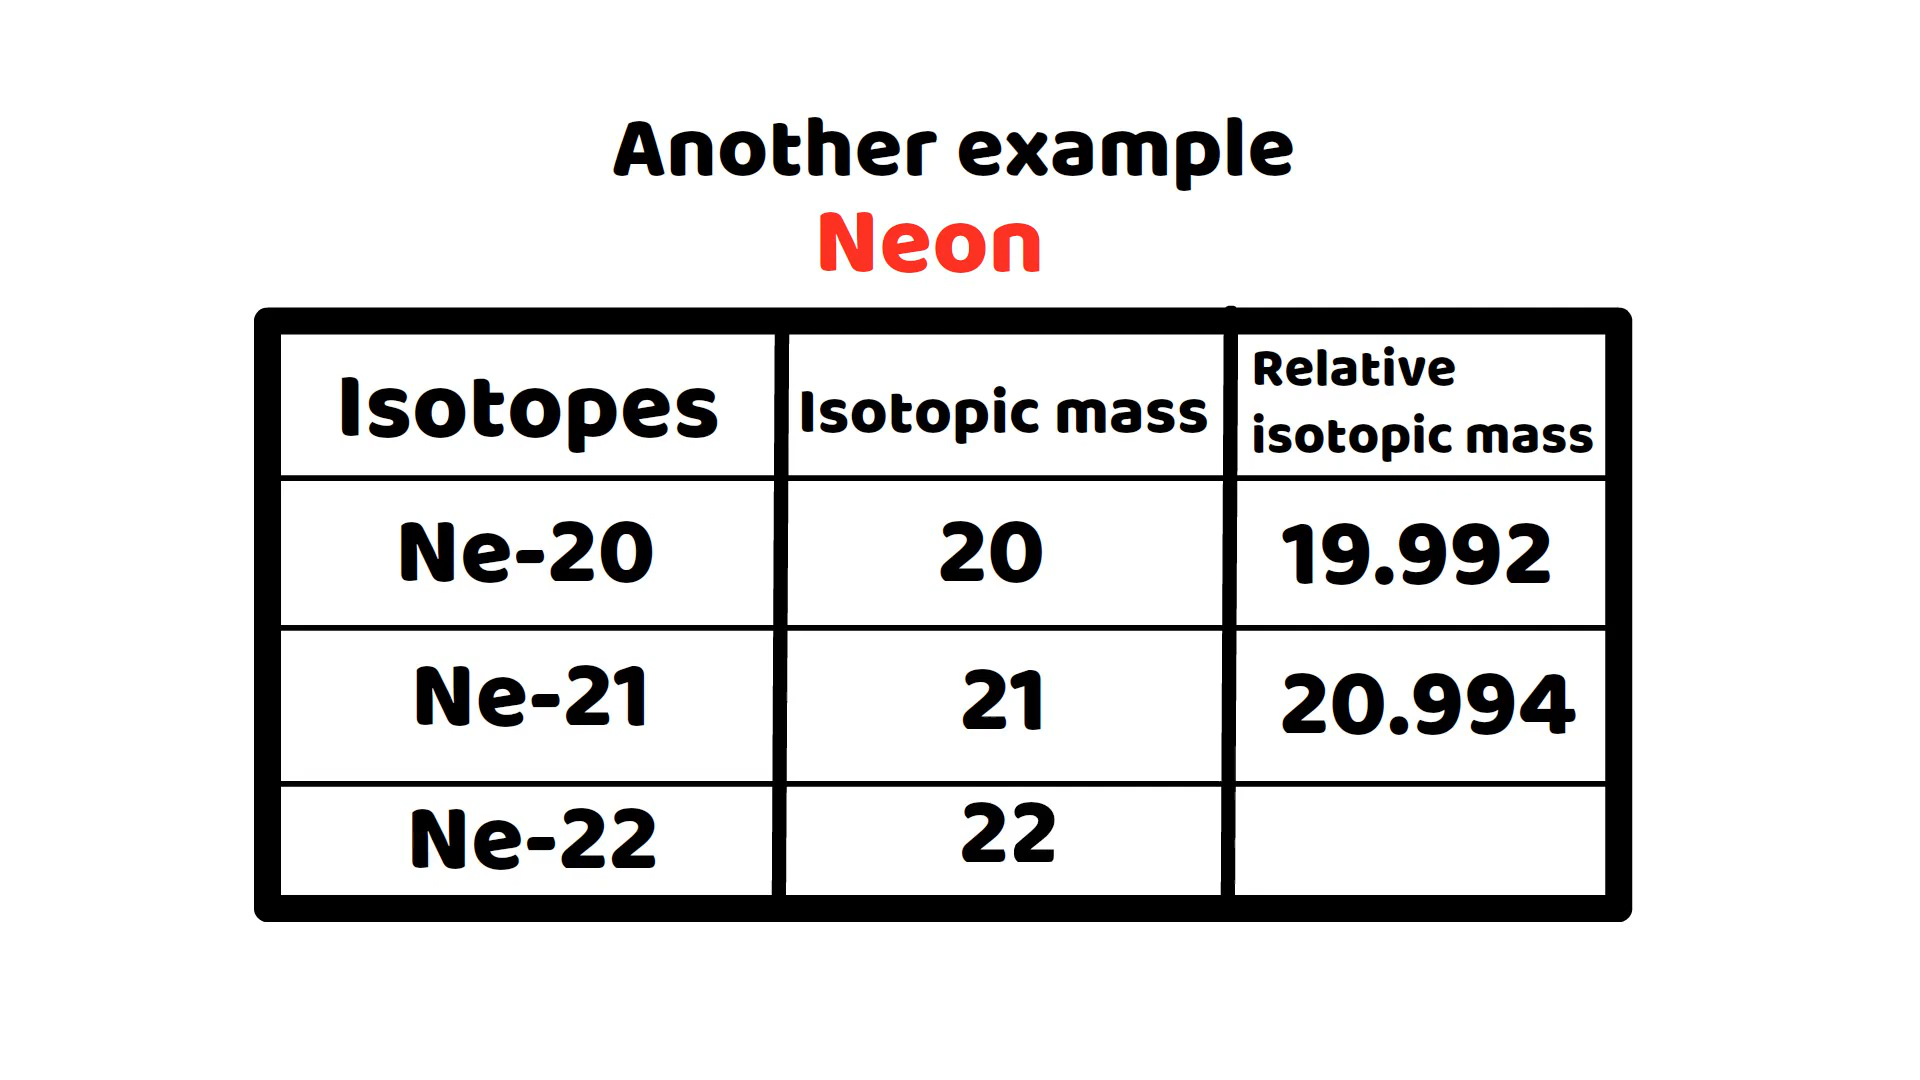 Another example
Neon
Isotopes
Isotopic mass
Relative
isotopic mass
Ne-20
20
19.992
Ne-21
21
20.994
Ne-22
22